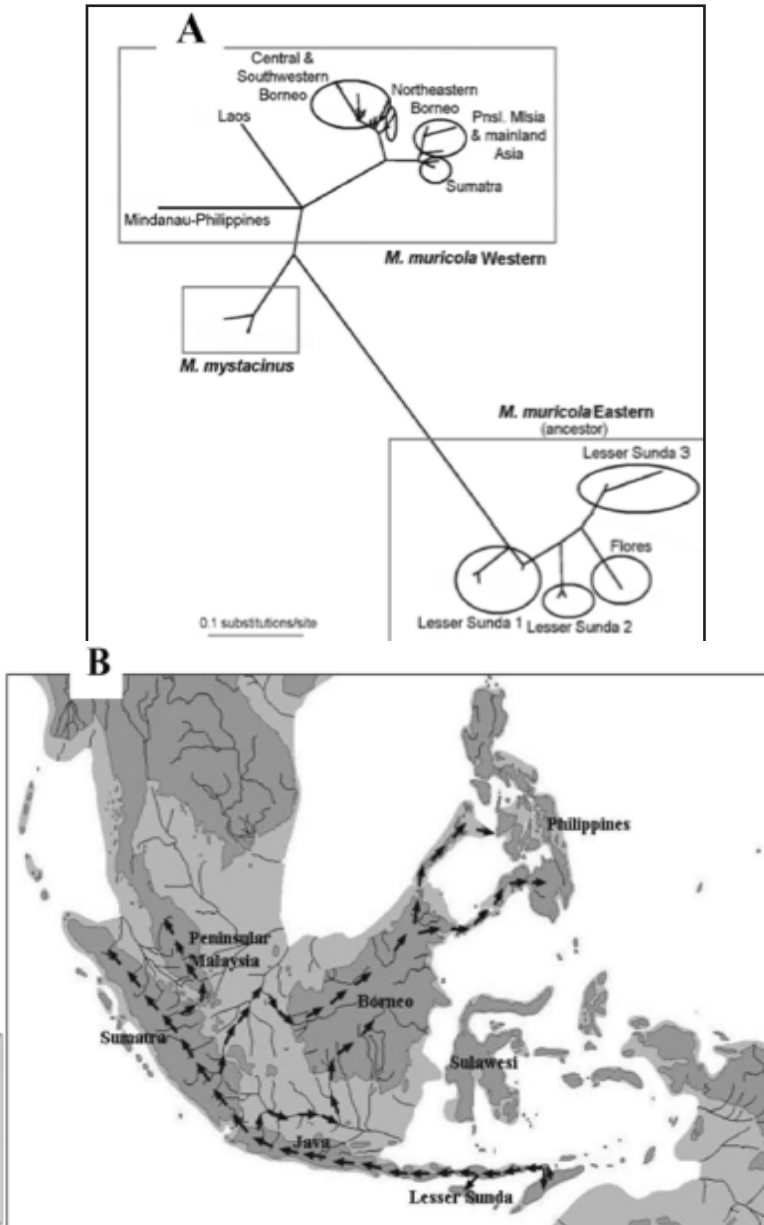 A
Central &
Southwestern
Borneo
Northeastern
Borneo
Pnsl. Mlsia
& mainland
Asia
Laos
Sumatra
Mindanau-Philippines
M. muricola Western
M. mystacinus
M. muricola Eastern
(ancestor)
Lesser Sunda 3
Flores
Lesser Sunda 1
Lesser Sunda 2
0.1 substitutions/site
B
Philippines
Peninsular
Malaysia
Borneo
Sumatra
Sulawesi
Java
Lesser Sunda